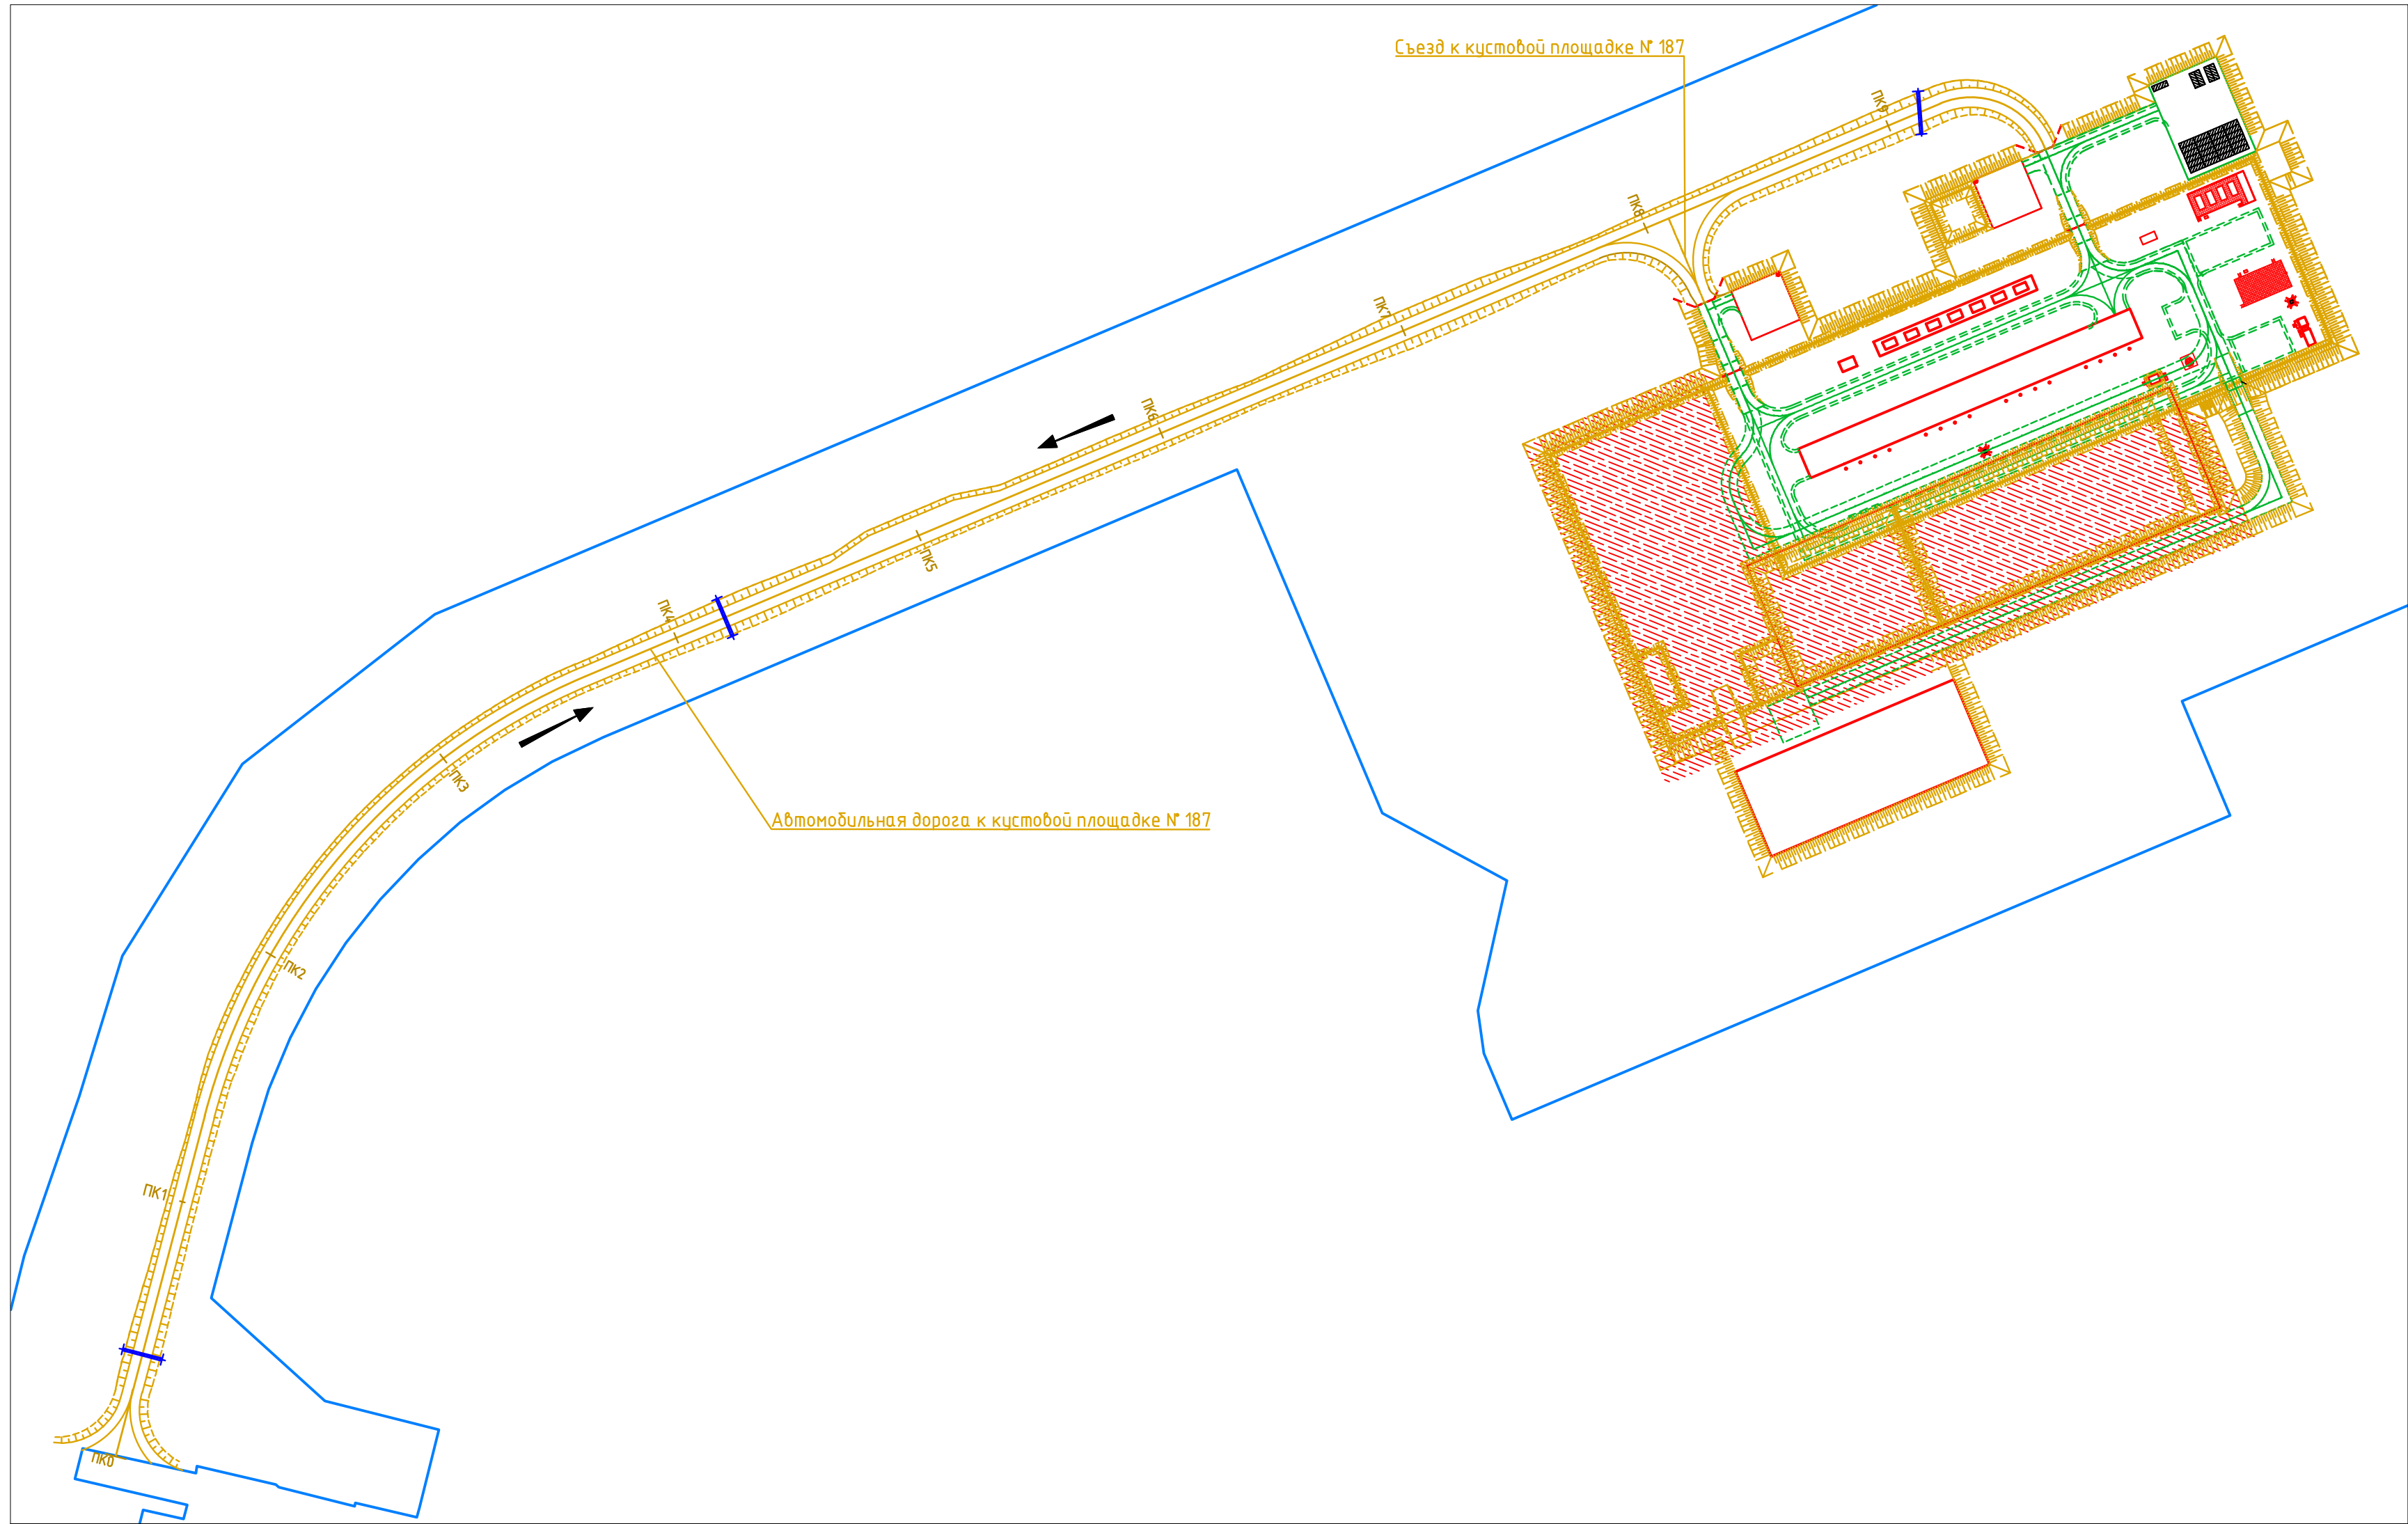 Съезд к кустовой площадке № 187
ПК9
ПК8
ПК7
ПК6
ПК5
ПК4
ПК3
Автомобильная дорога к кустовой площадке № 187
ПК2
ПК1
ПК0